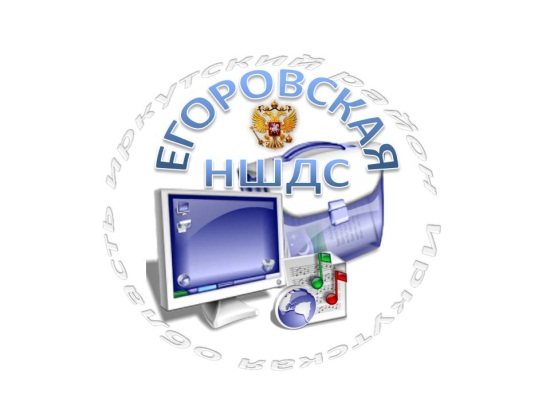 иркутский район Иркутская область
ЕГОРОВСКАЯ
НШДС